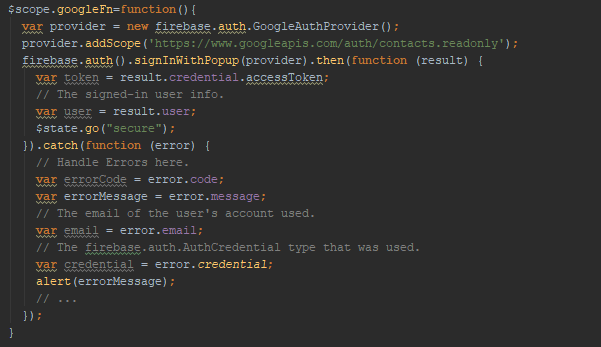 $scope.googleFn=function(){
  var provider = new firebase.auth.GoogleAuthProvider();
  provider.addScope('https://www.googleapis.com/auth/contacts.readonly');
  firebase.auth().signInWithPopup(provider).then(function (result) {
    var token = result.credential.accessToken;
    // The signed-in user info.
    var user = result.user;
    $state.go("secure");
  }).catch(function (error) {
    // Handle Errors here.
    var errorCode = error.code;
    var errorMessage = error.message;
    // The email of the user's account used.
    var email = error.email;
    // The firebase.auth.AuthCredential type that was used.
    var credential = error.credential;
    alert(errorMessage);
    // ...
  });
}